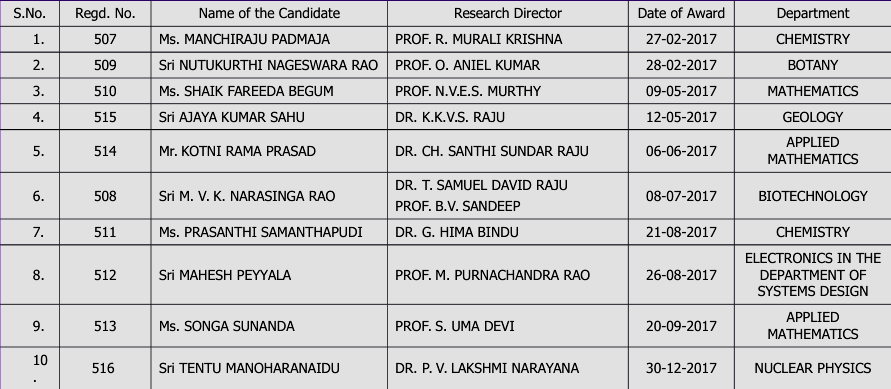 S.No. Regd. No. Name of the Candidate Research Director Date of Award Department
1. 507 Ms. MANCHIRAJU PADMAJA PROF. R. MURALI KRISHNA 27-02-2017 CHEMISTRY
2. 509 Sri NUTUKURTHI NAGESWARA RAO PROF. O. ANIEL KUMAR 28-02-2017 BOTANY
3. 510 Ms. SHAIK FAREEDA BEGUM PROF. N.V.E.S. MURTHY 09-05-2017 MATHEMATICS
4. 515 Sri AJAYA KUMAR SAHU DR. K.K.V.S. RAJU 12-05-2017 GEOLOGY
5. 514 Mr. KOTNI RAMA PRASAD DR. CH. SANTHI SUNDAR RAJU 06-06-2017 APPLIED
MATHEMATICS
6. 508 Sri M. V. K. NARASINGA RAO DR. T. SAMUEL DAVID RAJU
PROF. B.V. SANDEEP 08-07-2017 BIOTECHNOLOGY
7. 511 Ms. PRASANTHI SAMANTHAPUDI DR. G. HIMA BINDU 21-08-2017 CHEMISTRY
8. 512 Sri MAHESH PEYYALA PROF. M. PURNACHANDRA RAO 26-08-2017 ELECTRONICS IN THE
DEPARTMENT OF
SYSTEMS DESIGN
9. 513 Ms. SONGA SUNANDA PROF. S. UMA DEVI 20-09-2017 APPLIED
MATHEMATICS
10
. 516 Sri TENTU MANOHARANAIDU DR. P. V. LAKSHMI NARAYANA 30-12-2017 NUCLEAR PHYSICS